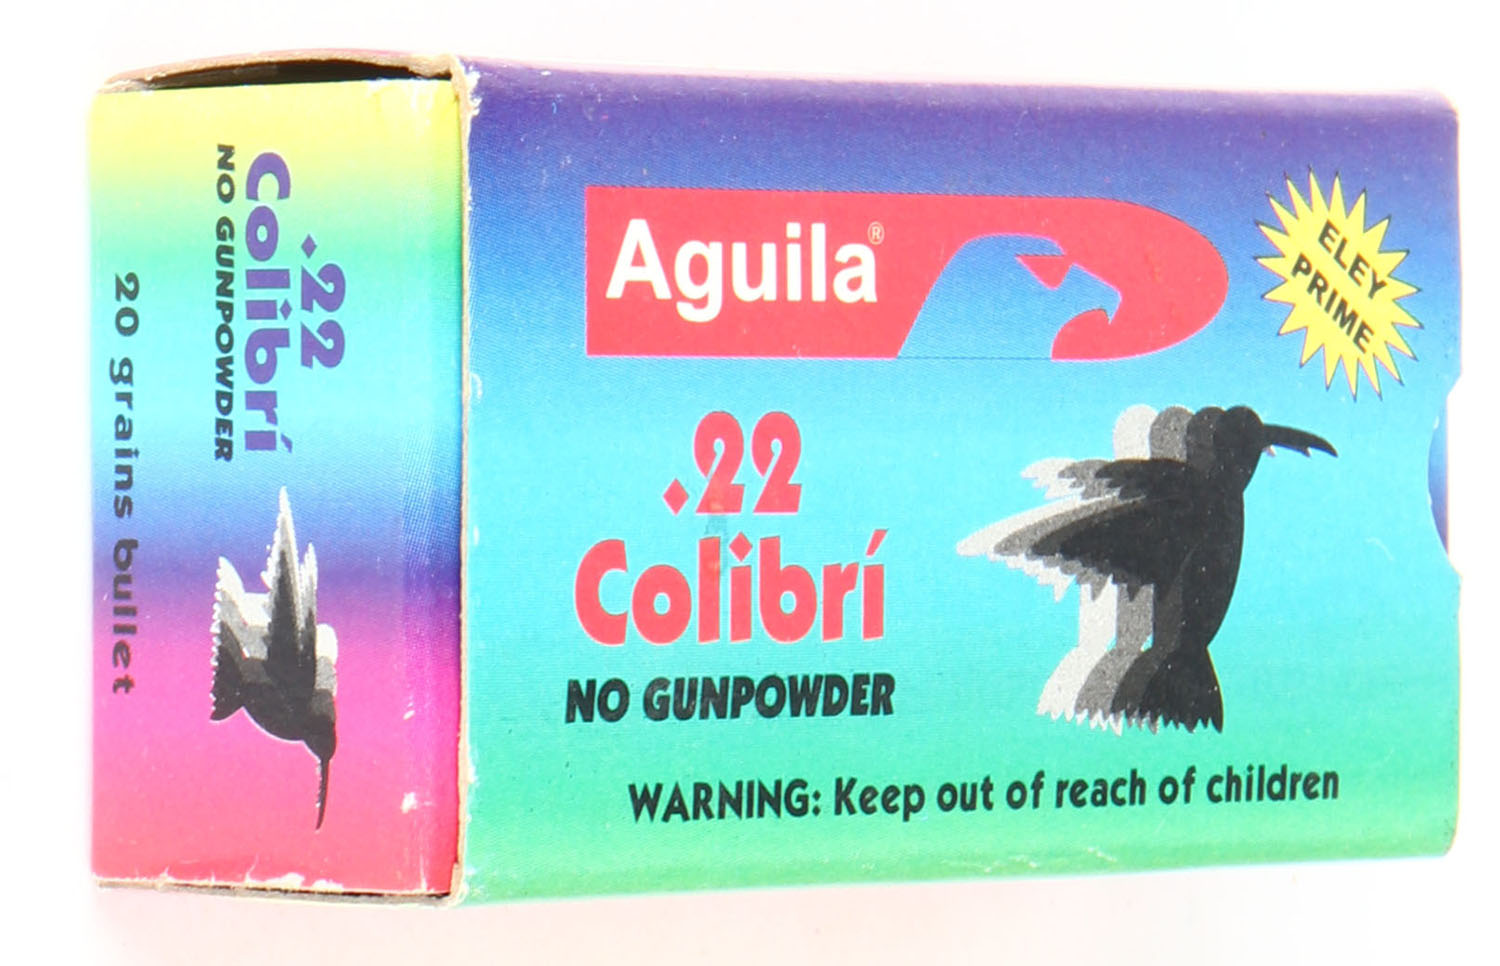 Aguila®
ELEY
PRIME
.22
Colibrí
NO GUNPOWDER
WARNING: Keep out of reach of children
.22
Colibrí
NO GUNPOWDER
20 grains bullet